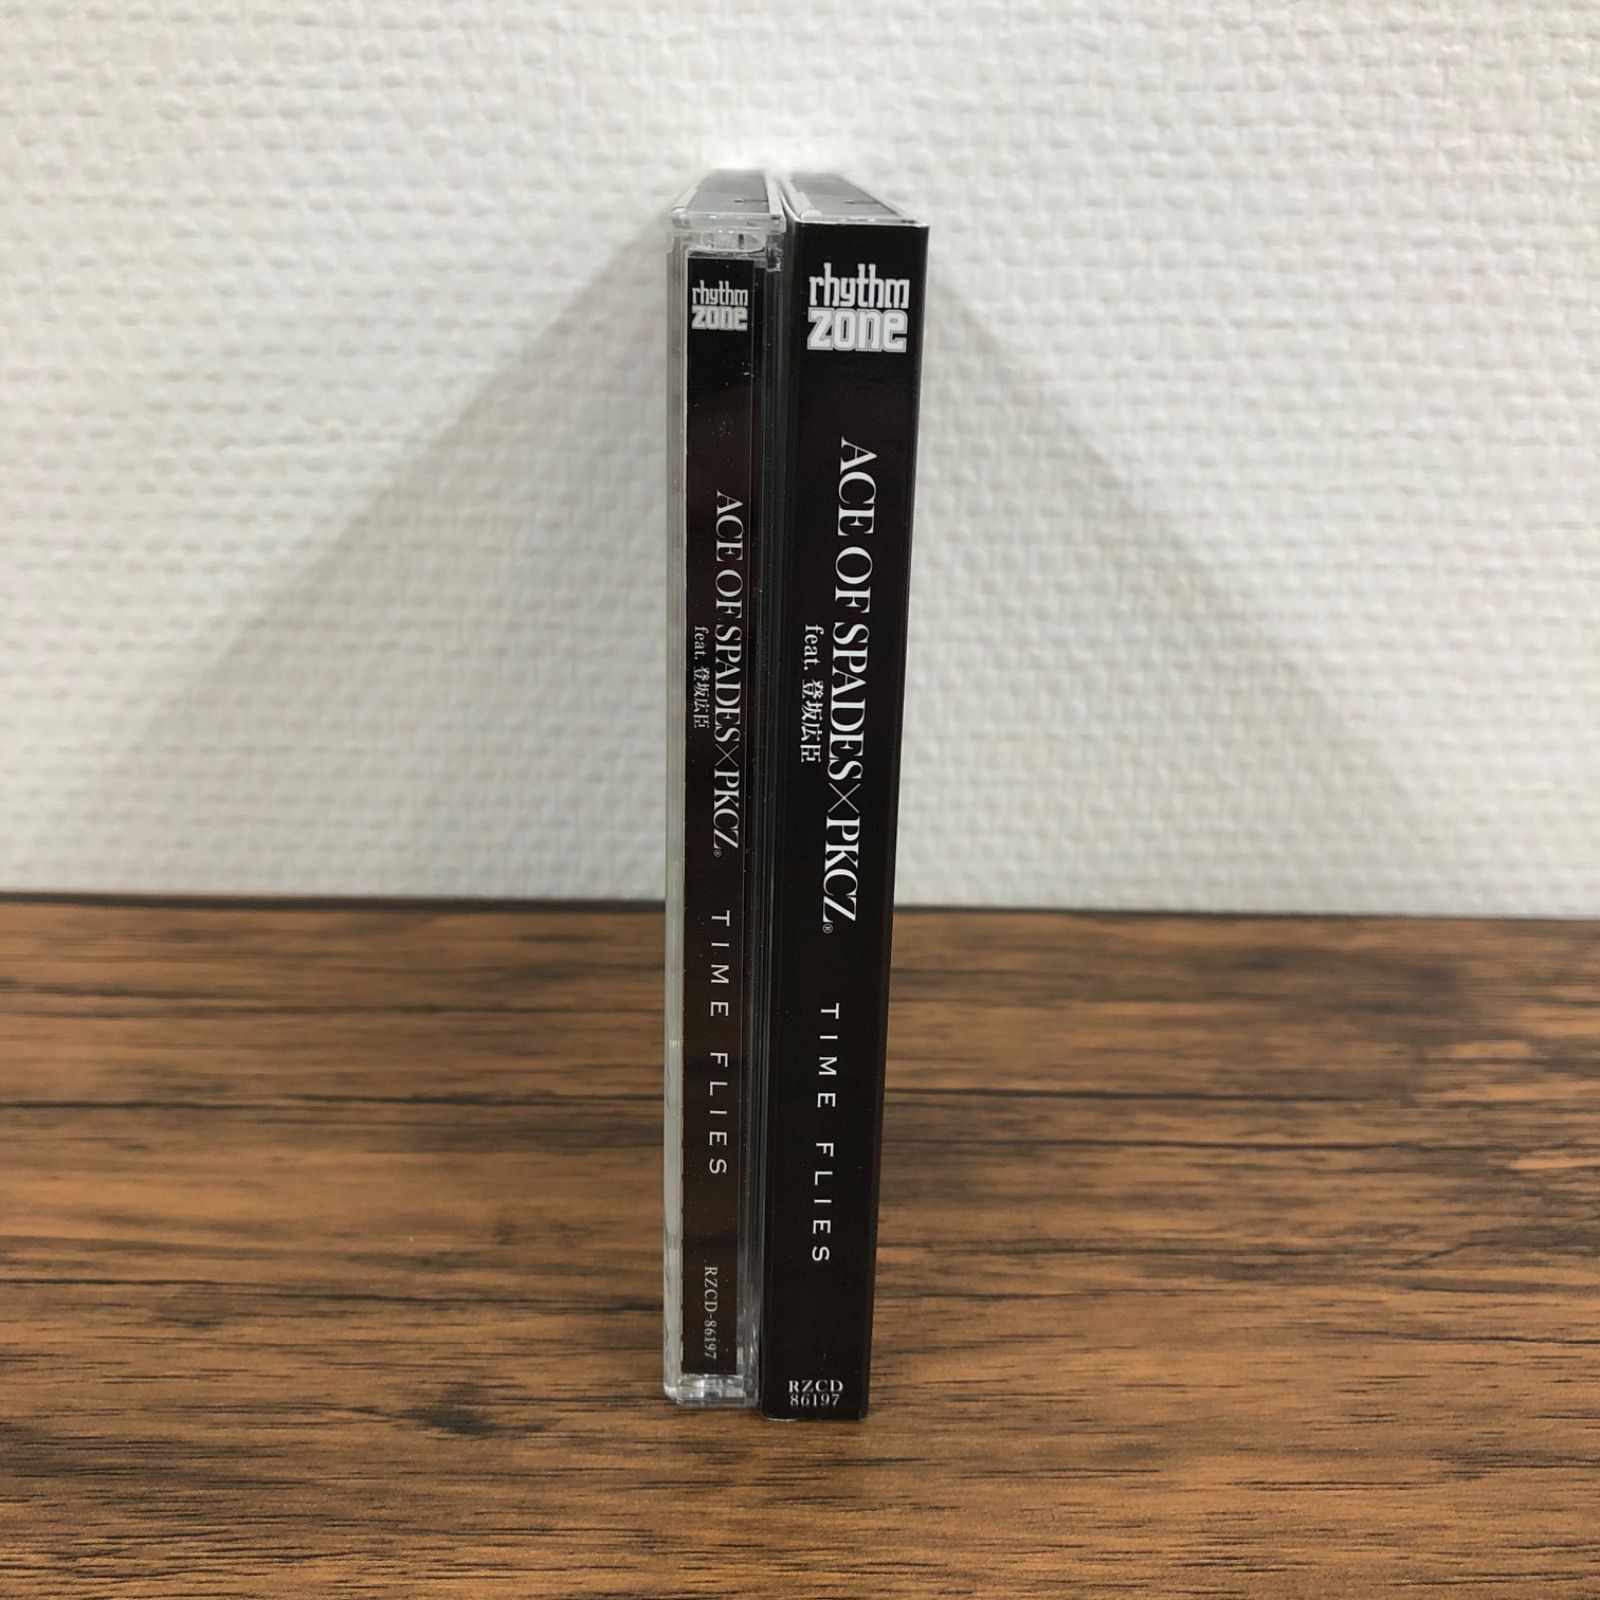 rhythm
zone
ACE OF SPADES×PKCZ®
feat. 登坂広臣
TIME FLIES
RZCD-86197
rhythm
zone
ACE OF SPADES×PKCZ®
feat. 登坂広臣
TIME FLIES
RZCD
86197